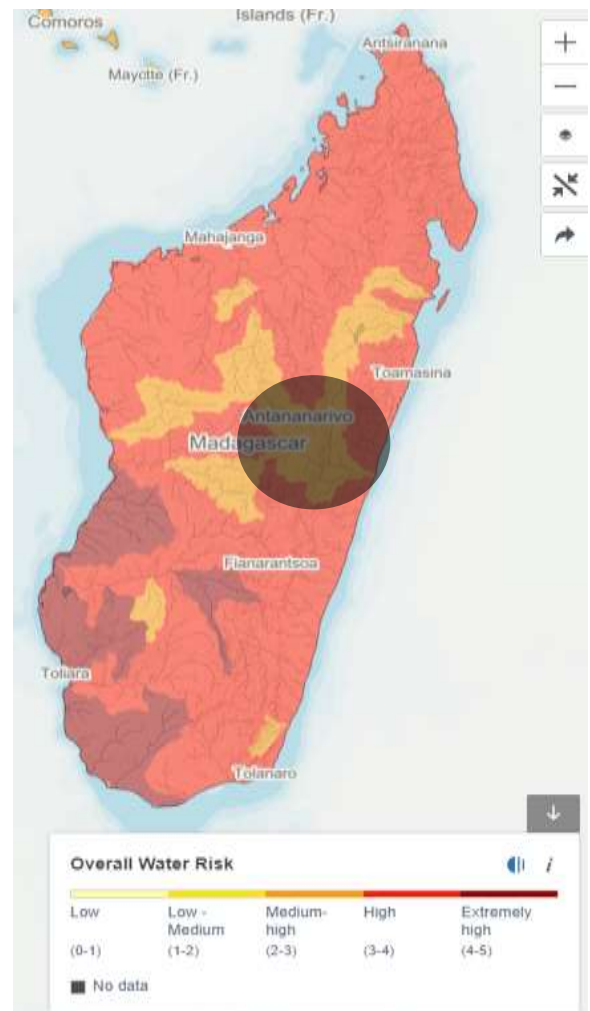 Islands (Fr.)
Comoros
Antsiranana
Mayotte (Fr.)
Mahajanga
Toamasina
Antananarivo
Madagascar
Fianarantsoa
Toliara
Tolanaro
Overall Water Risk
i
Low Low - Medium- High Extremely
Medium high high
(0-1) (1-2) (2-3) (3-4) (4-5)
No data